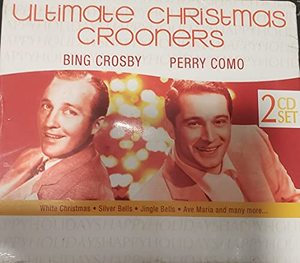 ULTIMATE CHRISTMAS
CROONERS
BING CROSBY PERRY COMO
2 CD
SET
White Christmas • Silver Bells • Jingle Bells • Ave Maria and many more...